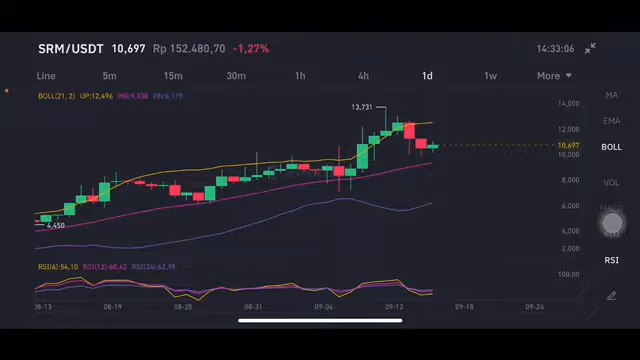 SRM/USDT 10,697 Rp 152.480,70 -1,27% 14:33:06
Line 5m 15m 30m 1h 4h 1d 1w More
BOLL(21, 2) UP:12,496 MB:9,338 DN:6,179
MA
13,731
14,000
EMA
12,000
10,697
BOLL
10,000
8,000
VOL
6,000
4,450
4,000
2,000
RSI(6):54,10 RSI(12):60,42 RSI(24):62,98
RSI
100,00
08-13 08-19 08-25 08-31 09-06 09-12 09-18 09-24